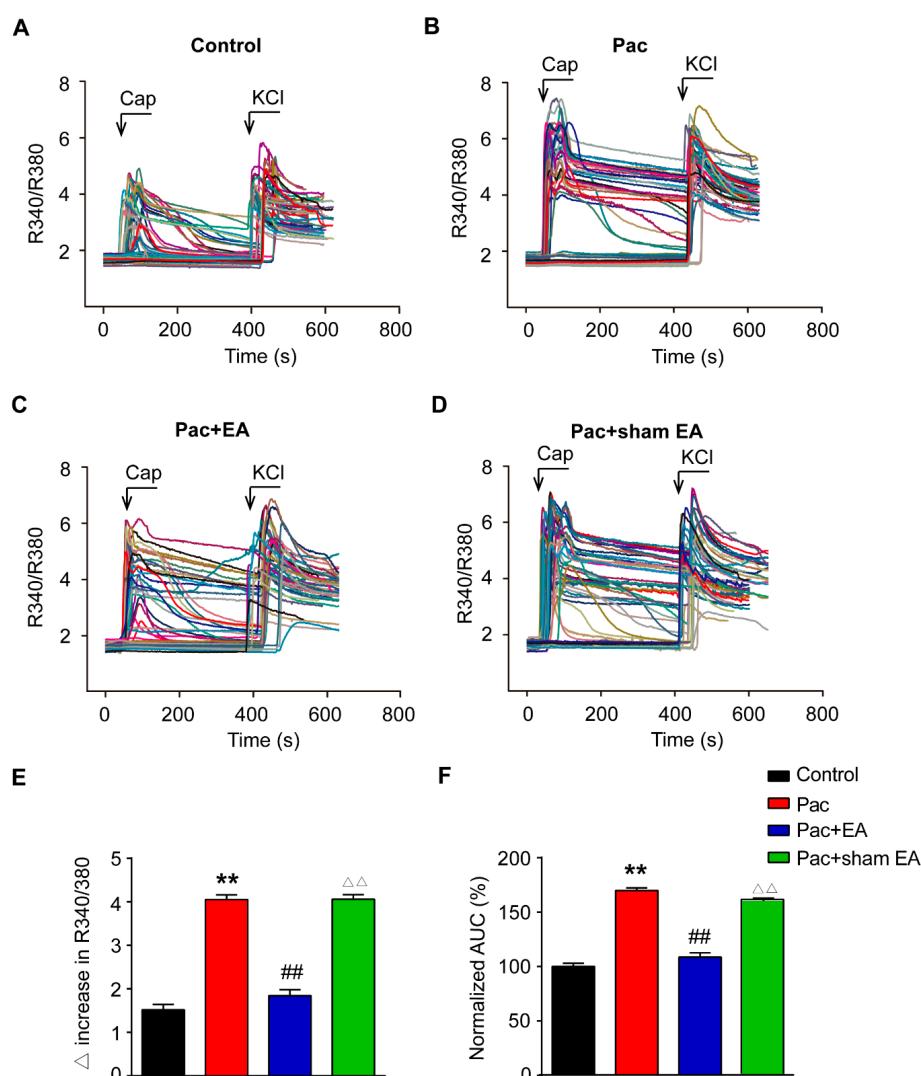 A
Control
Cap
KCl
R340/R380
8
6
4
2
0
200
400
600
800
Time (s)
B
Pac
Cap
KCl
R340/R380
8
6
4
2
0
200
400
600
800
Time (s)
C
Pac+EA
Cap
KCl
R340/R380
8
6
4
2
0
200
400
600
800
Time (s)
D
Pac+sham EA
Cap
KCl
R340/R380
8
6
4
2
0
200
400
600
800
Time (s)
E
△ increase in R340/380
5
4
3
2
1
0
**
##
△△
F
Control
Pac
Pac+EA
Pac+sham EA
Normalized AUC (%)
200
150
100
50
0
**
##
△△